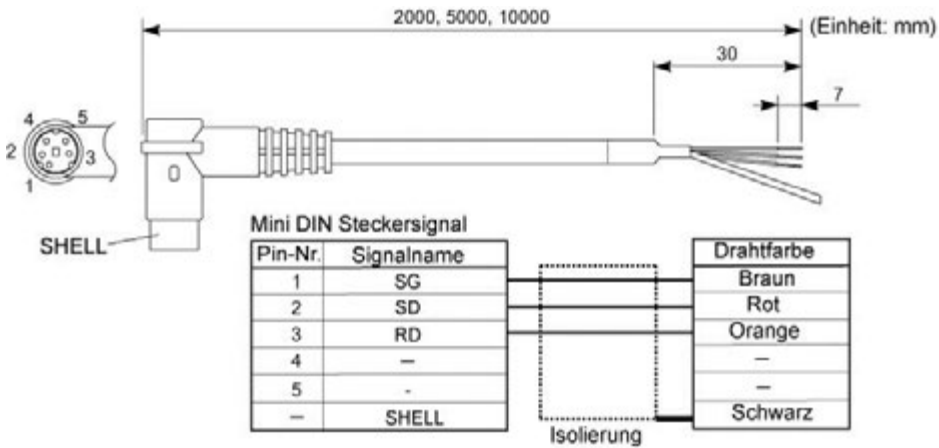 2000, 5000, 10000
(Einheit: mm)
30
7
4 5
2 3
1
SHELL
Mini DIN Steckersignal
Pin-Nr. Signalname
1 SG
2 SD
3 RD
4 —
5 -
— SHELL
Isolierung
Drahtfarbe
Braun
Rot
Orange
—
—
Schwarz